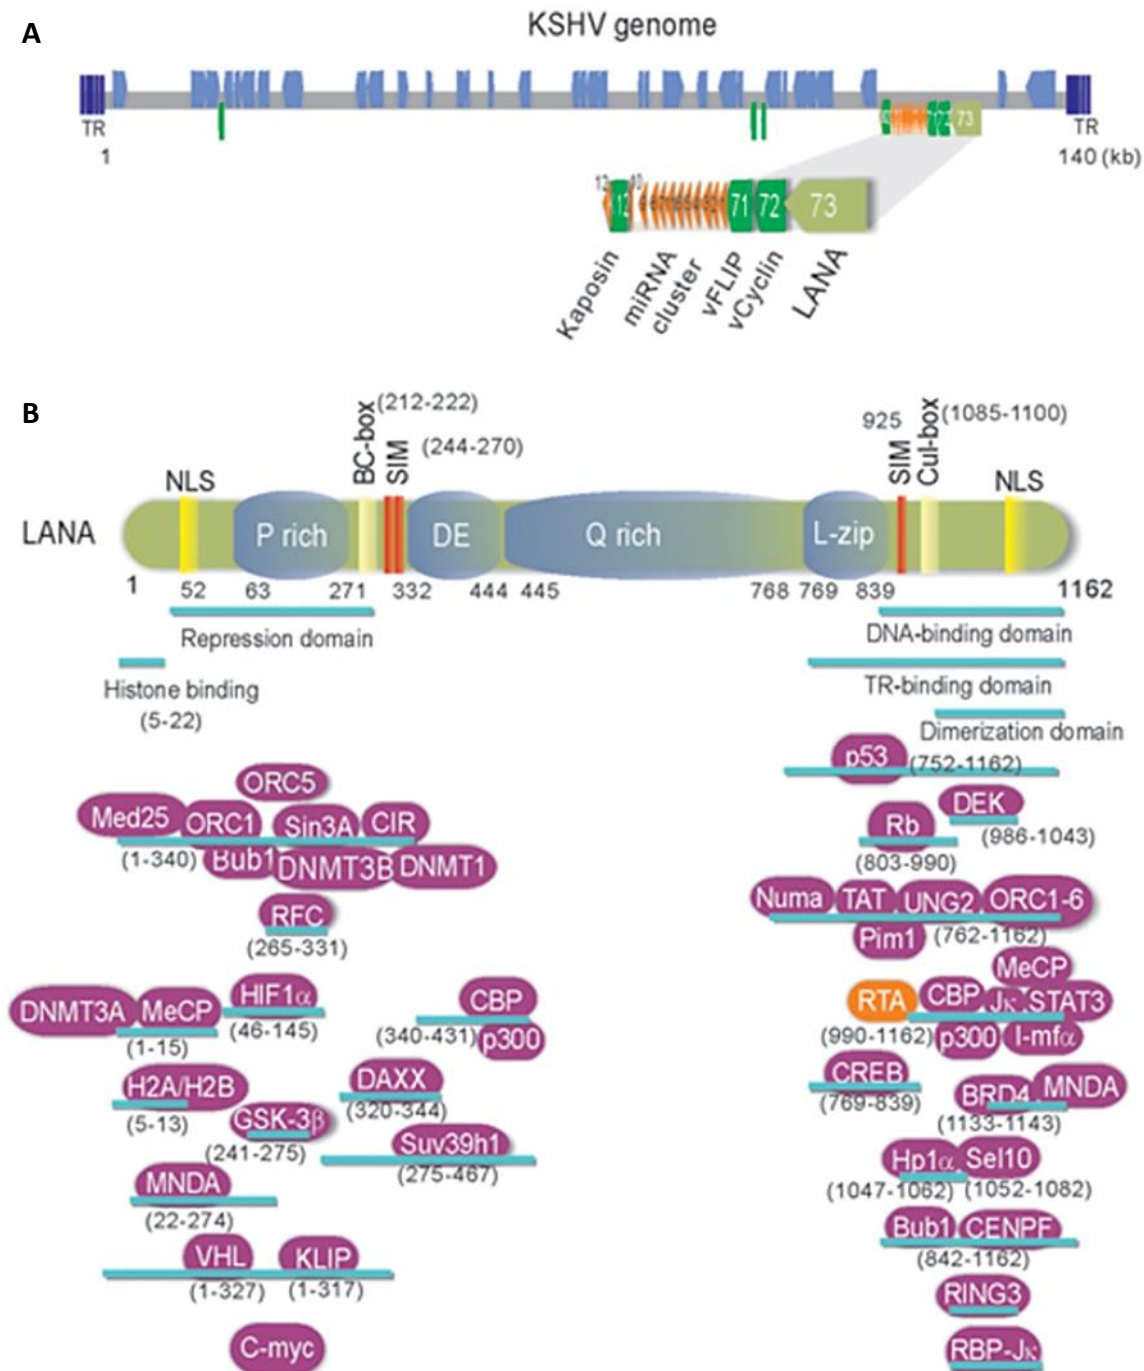 A
KSHV genome
TR
TR
1
140 (kb)
73
12
71
72
73
Kaposin
miRNA
cluster
vFLIP
vCyclin
LANA
B
BC-box
(212-222)
SIM
(244-270)
925
SIM
Cul-box
(1085-1100)
NLS
NLS
LANA
P rich
DE
Q rich
L-zip
1
52
63
271
332
444
445
768
769
839
1162
Repression domain
DNA-binding domain
Histone binding
(5-22)
TR-binding domain
Dimerization domain
ORC5
Med25
ORC1
Sin3A
CIR
(1-340)
Bub1
DNMT3B
DNMT1
RFC
(265-331)
DNMT3A
MeCP
(1-15)
HIF1α
(46-145)
CBP
(340-431)
p300
H2A/H2B
(5-13)
DAXX
(320-344)
GSK-3β
(241-275)
Suv39h1
(275-467)
MNDA
(22-274)
VHL
(1-327)
KLIP
(1-317)
C-myc
p53
(752-1162)
DEK
(986-1043)
Rb
(803-990)
Numa
TAT
UNG2
ORC1-6
Pim1
(762-1162)
MeCP
RTA
CBP
Jκ
STAT3
(990-1162)
p300
I-mfα
CREB
(769-839)
BRD4
MNDA
(1133-1143)
Hp1α
Sel10
(1047-1062)
(1052-1082)
Bub1
CENPF
(842-1162)
RING3
RBP-Jκ